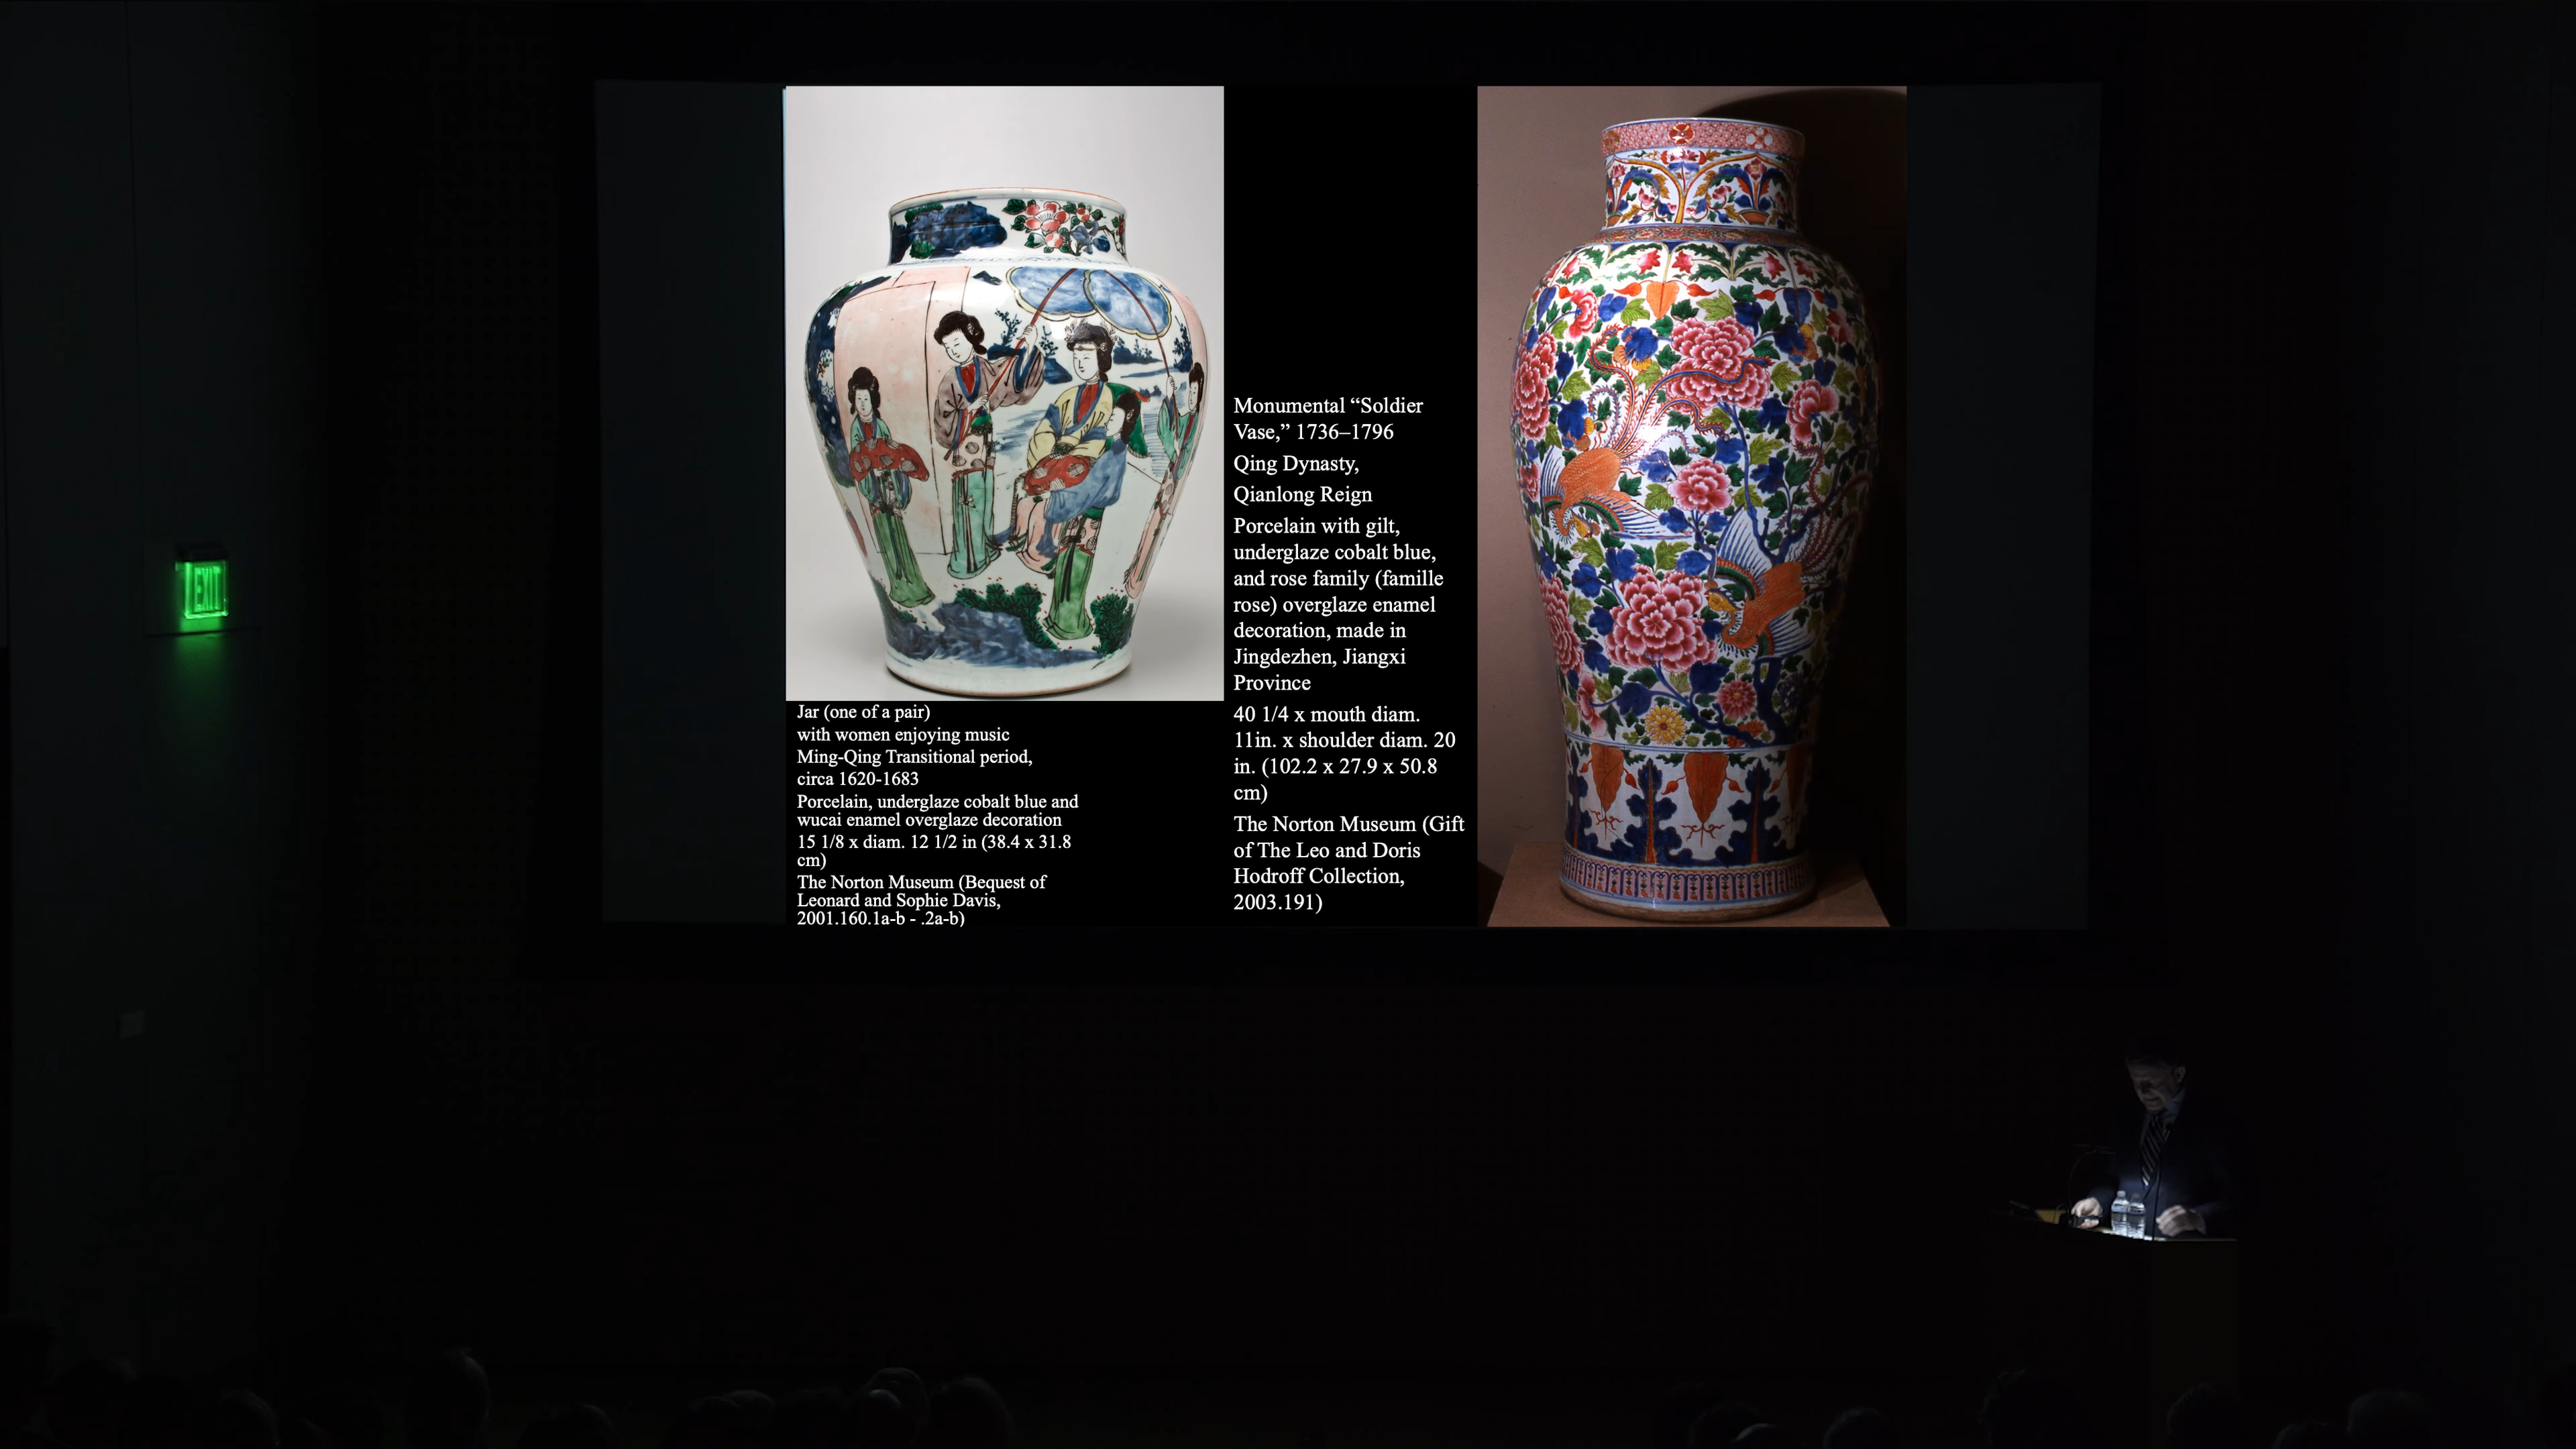 EXIT
Jar (one of a pair)
with women enjoying music
Ming-Qing Transitional period,
circa 1620-1683
Porcelain, underglaze cobalt blue and
wucai enamel overglaze decoration
15 1/8 x diam. 12 1/2 in (38.4 x 31.8
cm)
The Norton Museum (Bequest of
Leonard and Sophie Davis,
2001.160.1a-b - .2a-b)
Monumental “Soldier
Vase,” 1736–1796
Qing Dynasty,
Qianlong Reign
Porcelain with gilt,
underglaze cobalt blue,
and rose family (famille
rose) overglaze enamel
decoration, made in
Jingdezhen, Jiangxi
Province
40 1/4 x mouth diam.
11in. x shoulder diam. 20
in. (102.2 x 27.9 x 50.8
cm)
The Norton Museum (Gift
of The Leo and Doris
Hodroff Collection,
2003.191)